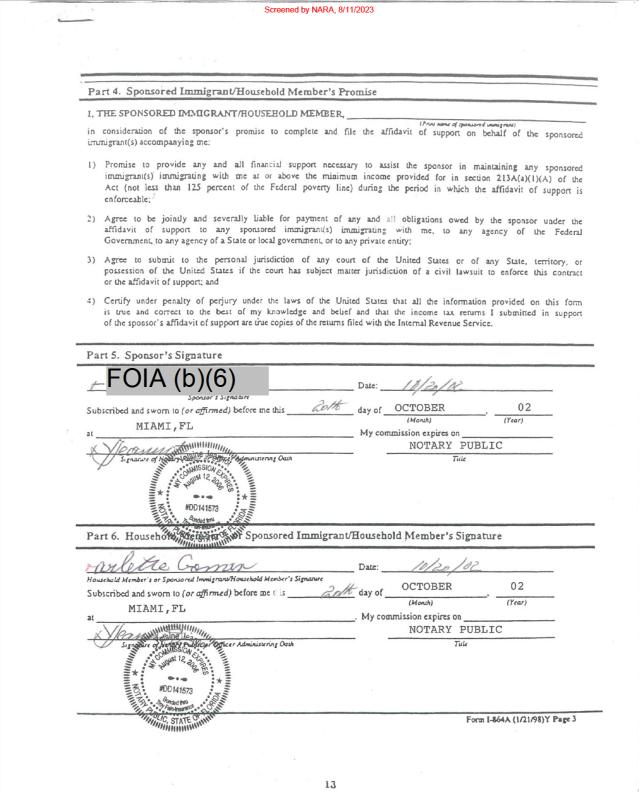 Screened by NARA, 8/11/2023
Part 4. Sponsored Immigrant/Household Member's Promise
I, THE SPONSORED IMMIGRANT/HOUSEHOLD MEMBER,
(Print name of sponsored immigrant)
in consideration of the sponsor's promise to complete and file the affidavit of support on behalf of the sponsored
immigrant(s) accompanying me:
1) Promise to provide any and all financial support necessary to assist the sponsor in maintaining any sponsored
immigrant(s) immigrating with me at or above the minimum income provided for in section 213A(a)(1)(A) of the
Act (not less than 125 percent of the Federal poverty line) during the period in which the affidavit of support is
enforceable;
2) Agree to be jointly and severally liable for payment of any and all obligations owed by the sponsor under the
affidavit of support to any sponsored immigrant(s) immigrating with me, to any agency of the Federal
Government, to any agency of a State or local government, or to any private entity;
3) Agree to submit to the personal jurisdiction of any court of the United States or of any State, territory, or
possession of the United States if the court has subject matter jurisdiction of a civil lawsuit to enforce this contract
or the affidavit of support; and
4) Certify under penalty of perjury under the laws of the United States that all the information provided on this form
is true and correct to the best of my knowledge and belief and that the income tax returns I submitted in support
of the sponsor's affidavit of support are true copies of the returns filed with the Internal Revenue Service.
Part 5. Sponsor's Signature
FOIA (b)(6) Date: 10/20/02
Sponsor's Signature
Subscribed and sworn to (or affirmed) before me this 20th day of OCTOBER, 02
(Month) (Year)
MIAMI, FL
at My commission expires on
NOTARY PUBLIC
Signature of Notary Officer Administering Oath Title
MY COMMISSION EXPIRES
August 12, 2006
#DD141573
Bonded thru
NOTARY PUBLIC, STATE OF FLORIDA
Part 6. Household Sponsored Immigrant/Household Member's Signature
arlette Gomen Date: 10/20/02
Household Member's or Sponsored Immigrant/Household Member's Signature
Subscribed and sworn to (or affirmed) before me this 20th day of OCTOBER 02
(Month) (Year)
MIAMI, FL
at . My commission expires on
NOTARY PUBLIC
Signature of Notary Public or Officer Administering Oath Title
MY COMMISSION EXPIRES
August 12, 2006
#DD141573
Bonded thru
NOTARY PUBLIC, STATE OF FLORIDA
Form I-864A (1/21/98)Y Page 3
13